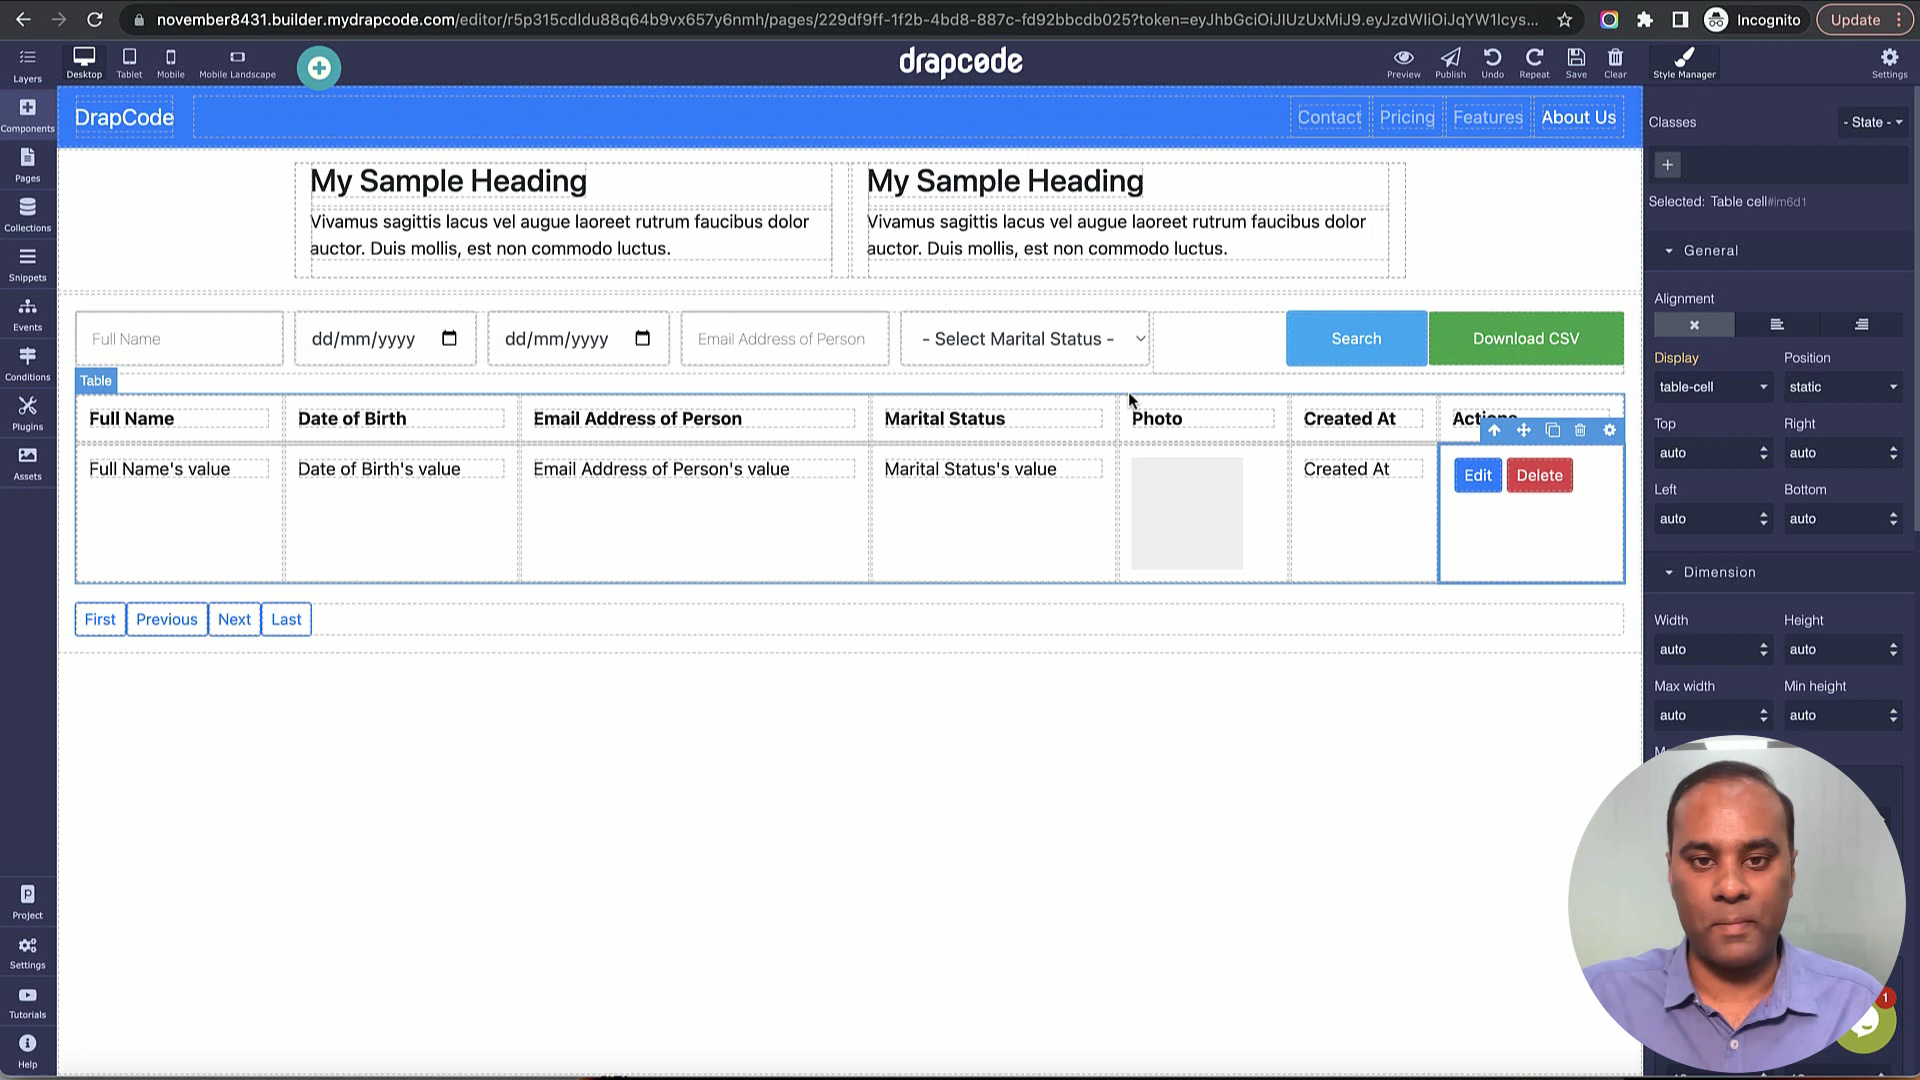 november8431.builder.mydrapcode.com/editor/r5p315cdldu88q64b9vx657y6nmh/pages/229df9ff-1f2b-4bd8-887c-fd92bbcdb025?token=eyJhbGciOiJIUzUxMiJ9.eyJzdWIiOiJqYW1lcys...
Incognito
Update
Layers
Desktop
Tablet
Mobile
Mobile Landscape
drapcode
Preview
Publish
Undo
Repeat
Save
Clear
Style Manager
Settings
Components
Pages
Collections
Snippets
Events
Conditions
Plugins
Assets
Project
Settings
Tutorials
Help
DrapCode
Contact
Pricing
Features
About Us
My Sample Heading
Vivamus sagittis lacus vel augue laoreet rutrum faucibus dolor
auctor. Duis mollis, est non commodo luctus.
My Sample Heading
Vivamus sagittis lacus vel augue laoreet rutrum faucibus dolor
auctor. Duis mollis, est non commodo luctus.
Full Name
dd/mm/yyyy
dd/mm/yyyy
Email Address of Person
- Select Marital Status -
Search
Download CSV
Table
Full Name
Date of Birth
Email Address of Person
Marital Status
Photo
Created At
Actions
Full Name's value
Date of Birth's value
Email Address of Person's value
Marital Status's value
Created At
Edit
Delete
First
Previous
Next
Last
Classes
- State -
Selected: Table cell#im6d1
General
Alignment
Display
Position
table-cell
static
Top
Right
auto
auto
Left
Bottom
auto
auto
Dimension
Width
Height
auto
auto
Max width
Min height
auto
auto
1